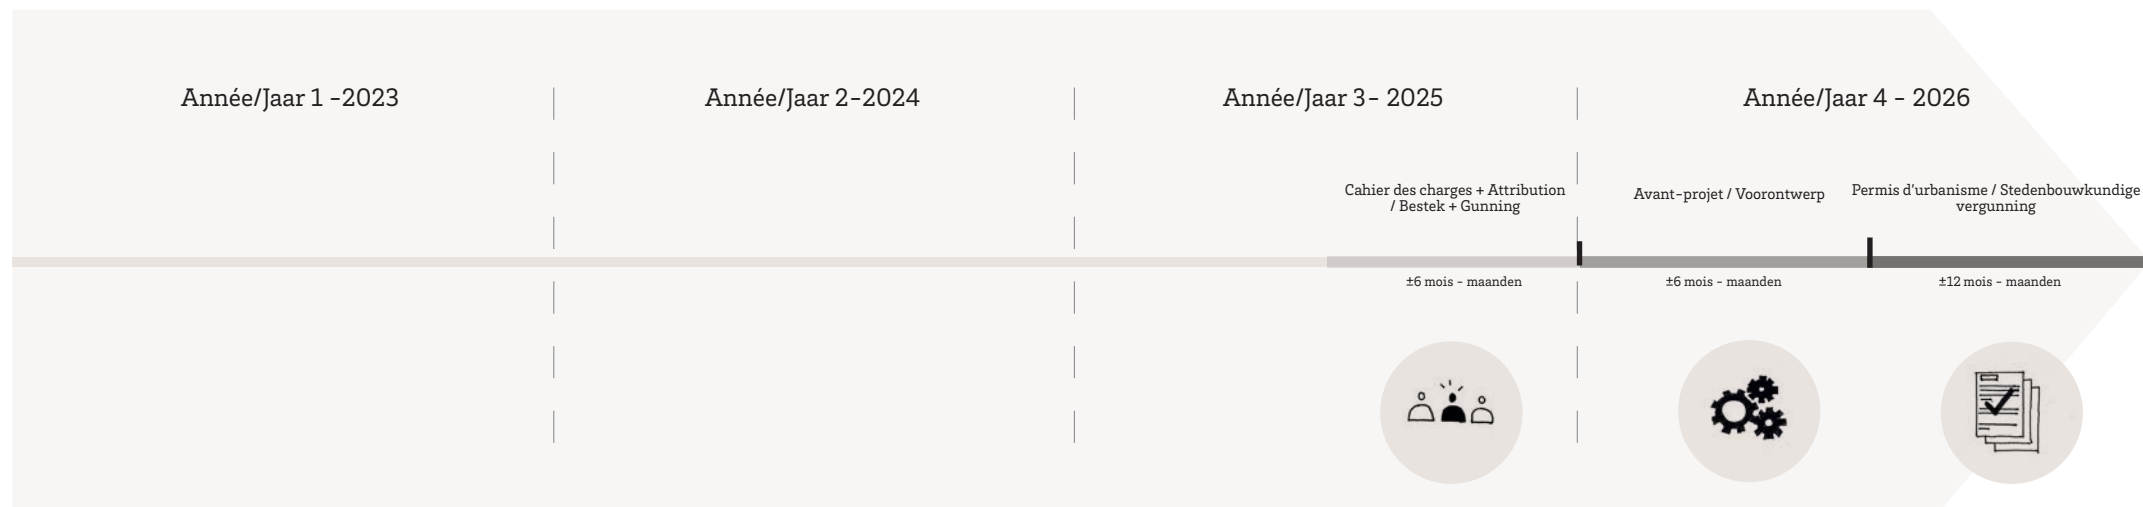 Année/Jaar 1 -2023
Année/Jaar 2-2024
Année/Jaar 3- 2025
Année/Jaar 4 - 2026
Cahier des charges + Attribution
/ Bestek + Gunning
Avant-projet / Voorontwerp
Permis d'urbanisme / Stedenbouwkundige
vergunning
±6 mois - maanden
±6 mois - maanden
±12 mois - maanden